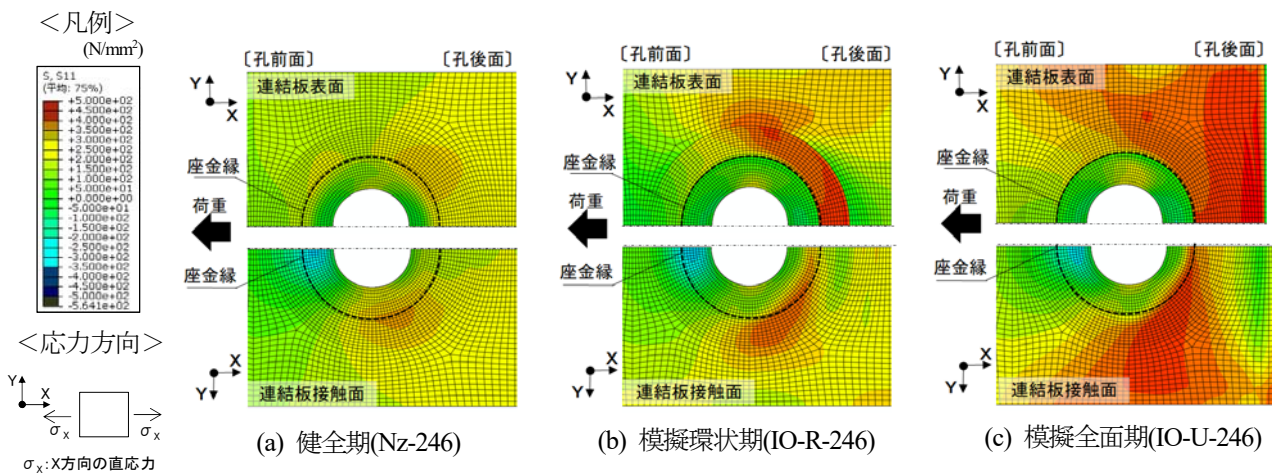 <凡例>
(N/mm²)
S, S11
(平均: 75%)
+5.000e+02
+4.500e+02
+4.000e+02
+3.500e+02
+3.000e+02
+2.500e+02
+2.000e+02
+1.500e+02
+1.000e+02
+5.000e+01
+0.000e+00
-5.000e+01
-1.000e+02
-1.500e+02
-2.000e+02
-2.500e+02
-3.000e+02
-3.500e+02
-4.000e+02
-4.500e+02
-5.000e+02
-5.641e+02
<応力方向>
Y
X
σx σx
σx:X方向の直応力
〔孔前面〕 〔孔後面〕
Y
X
連結板表面
座金縁
荷重
座金縁
X
Y
連結板接触面
(a) 健全期(Nz-246)
〔孔前面〕 〔孔後面〕
Y
X
連結板表面
座金縁
荷重
座金縁
X
Y
連結板接触面
(b) 模擬環状期(IO-R-246)
〔孔前面〕 〔孔後面〕
Y
X
連結板表面
座金縁
荷重
座金縁
X
Y
連結板接触面
(c) 模擬全面期(IO-U-246)